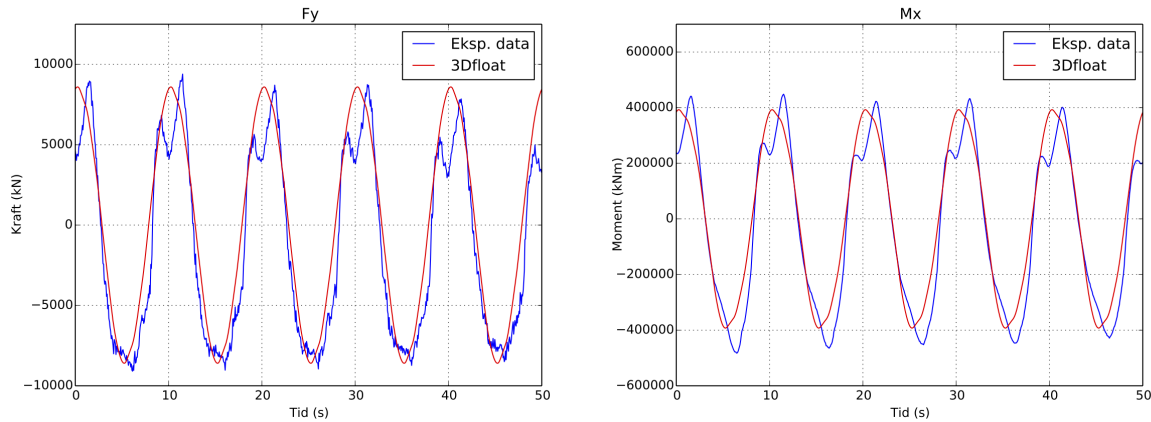 Fy
Eksp. data
3Dfloat
10000
5000
0
−5000
−10000
Kraft (kN)
0 10 20 30 40 50
Tid (s)
Mx
Eksp. data
3Dfloat
600000
400000
200000
0
−200000
−400000
−600000
Moment (kNm)
0 10 20 30 40 50
Tid (s)